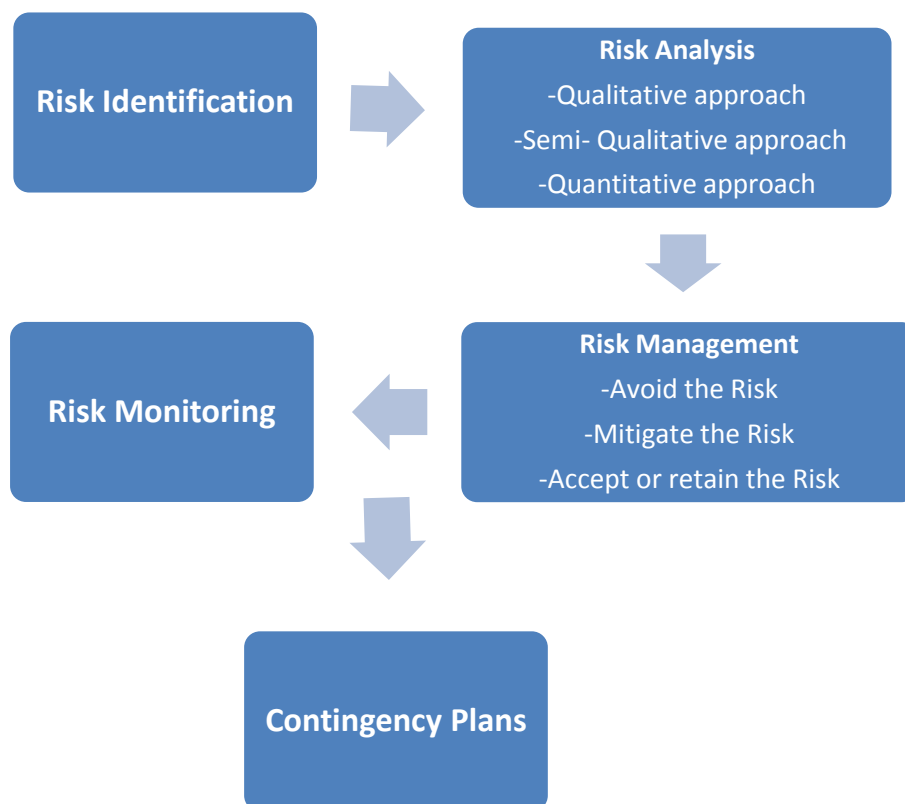 Risk Identification
Risk Analysis
-Qualitative approach
-Semi- Qualitative approach
-Quantitative approach
Risk Management
-Avoid the Risk
-Mitigate the Risk
-Accept or retain the Risk
Risk Monitoring
Contingency Plans